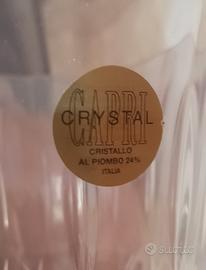 CAPRI
CRYSTAL
CRISTALLO
AL PIOMBO 24%
ITALIA
subito